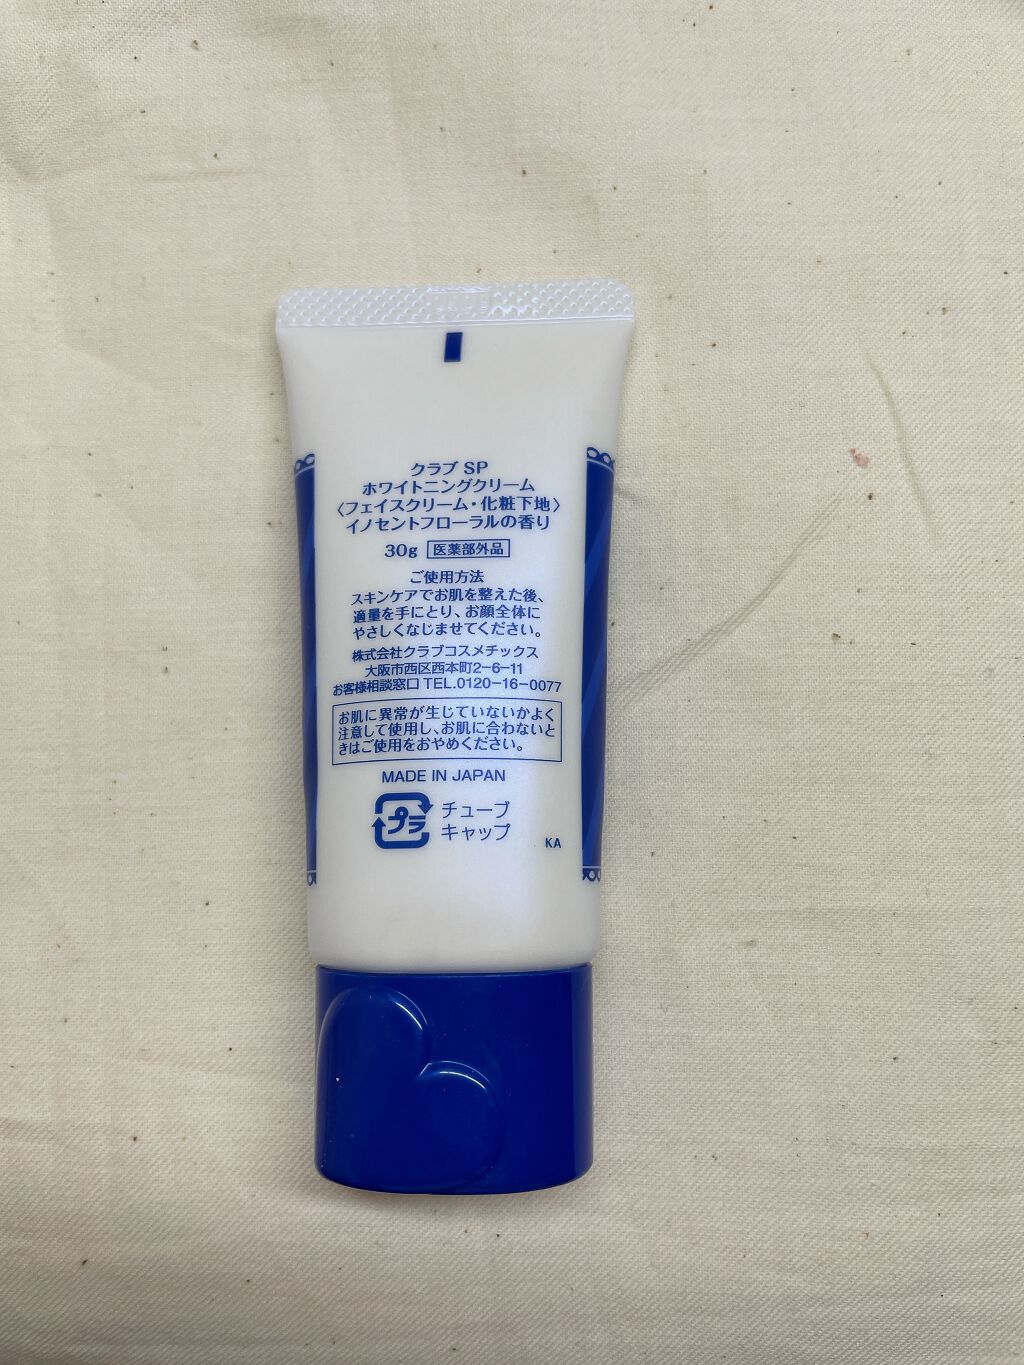 クラブ SP
ホワイトニングクリーム
〈フェイスクリーム・化粧下地〉
イノセントフローラルの香り
30g 医薬部外品
ご使用方法
スキンケアでお肌を整えた後、
適量を手にとり、お顔全体に
やさしくなじませてください。
株式会社クラブコスメチックス
大阪市西区西本町2-6-11
お客様相談窓口 TEL.0120-16-0077
お肌に異常が生じていないかよく
注意して使用し、お肌に合わないと
きはご使用をおやめください。
MADE IN JAPAN
プラ チューブ
キャップ
KA